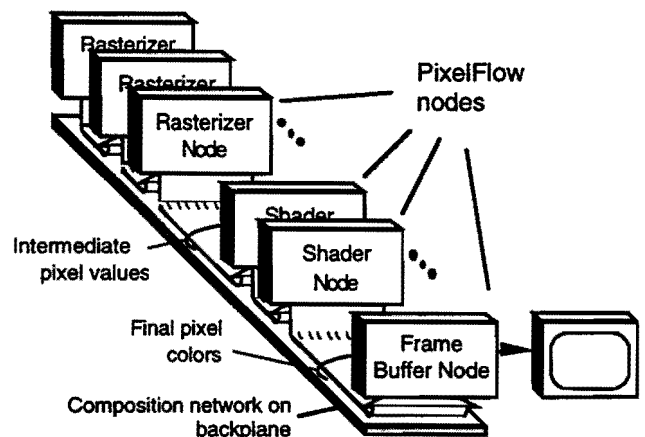 Rasterizer
Rasterizer
Rasterizer
Node
PixelFlow
nodes
Shader
Shader
Node
Intermediate
pixel values
Final pixel
colors
Frame
Buffer Node
Composition network on
backplane